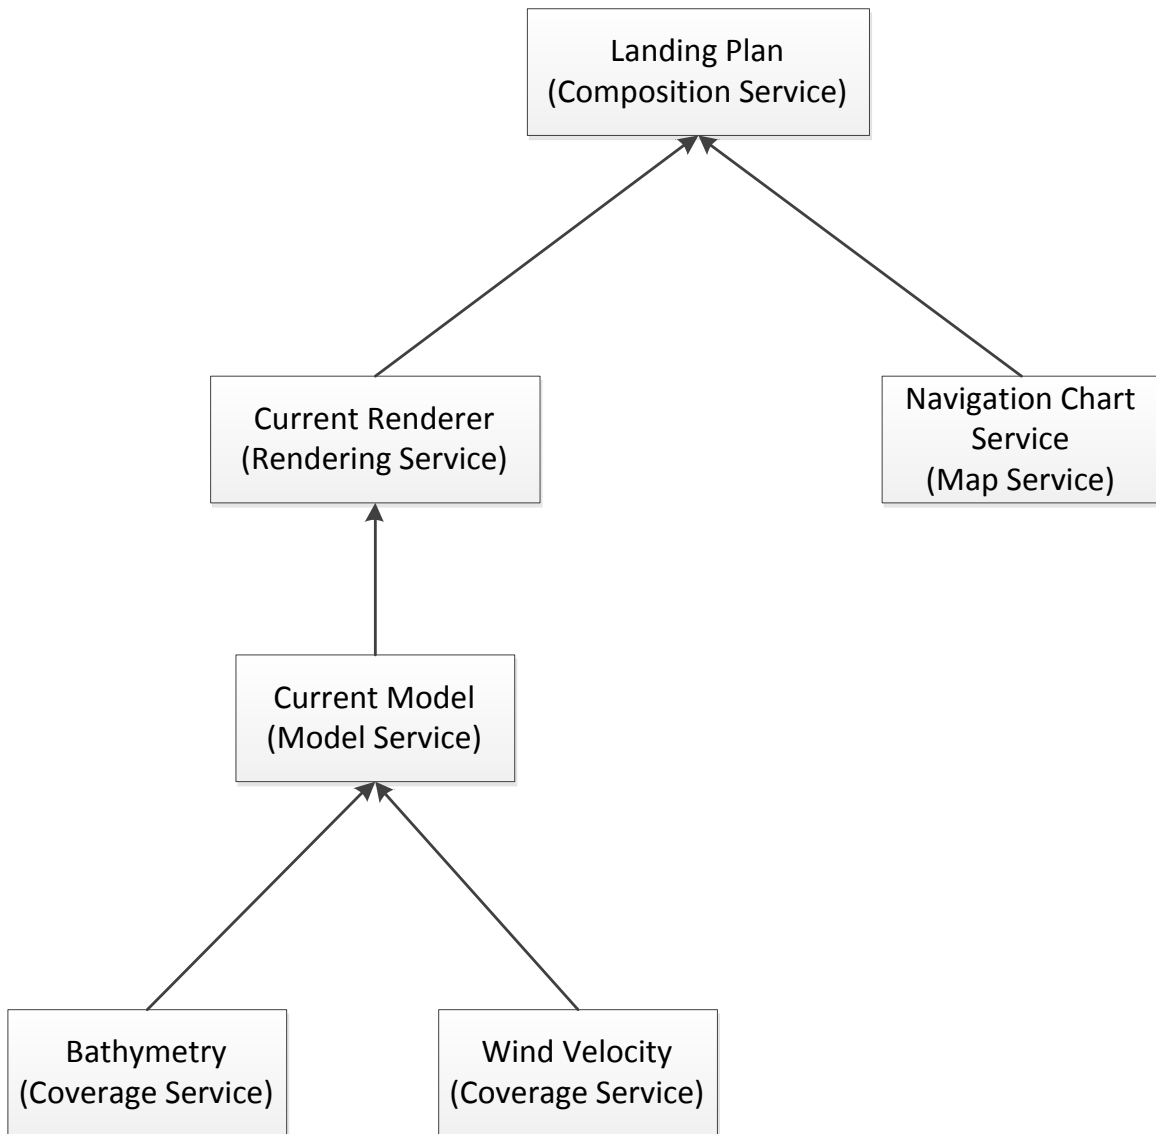 Landing Plan
(Composition Service)
Current Renderer
(Rendering Service)
Navigation Chart
Service
(Map Service)
Current Model
(Model Service)
Bathymetry
(Coverage Service)
Wind Velocity
(Coverage Service)